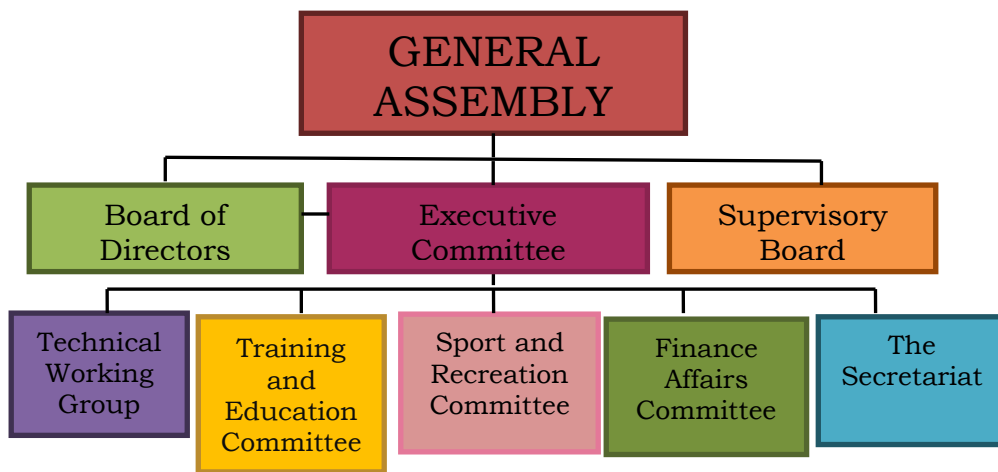 GENERAL
ASSEMBLY
Board of
Directors
Executive
Committee
Supervisory
Board
Technical
Working
Group
Training
and
Education
Committee
Sport and
Recreation
Committee
Finance
Affairs
Committee
The
Secretariat